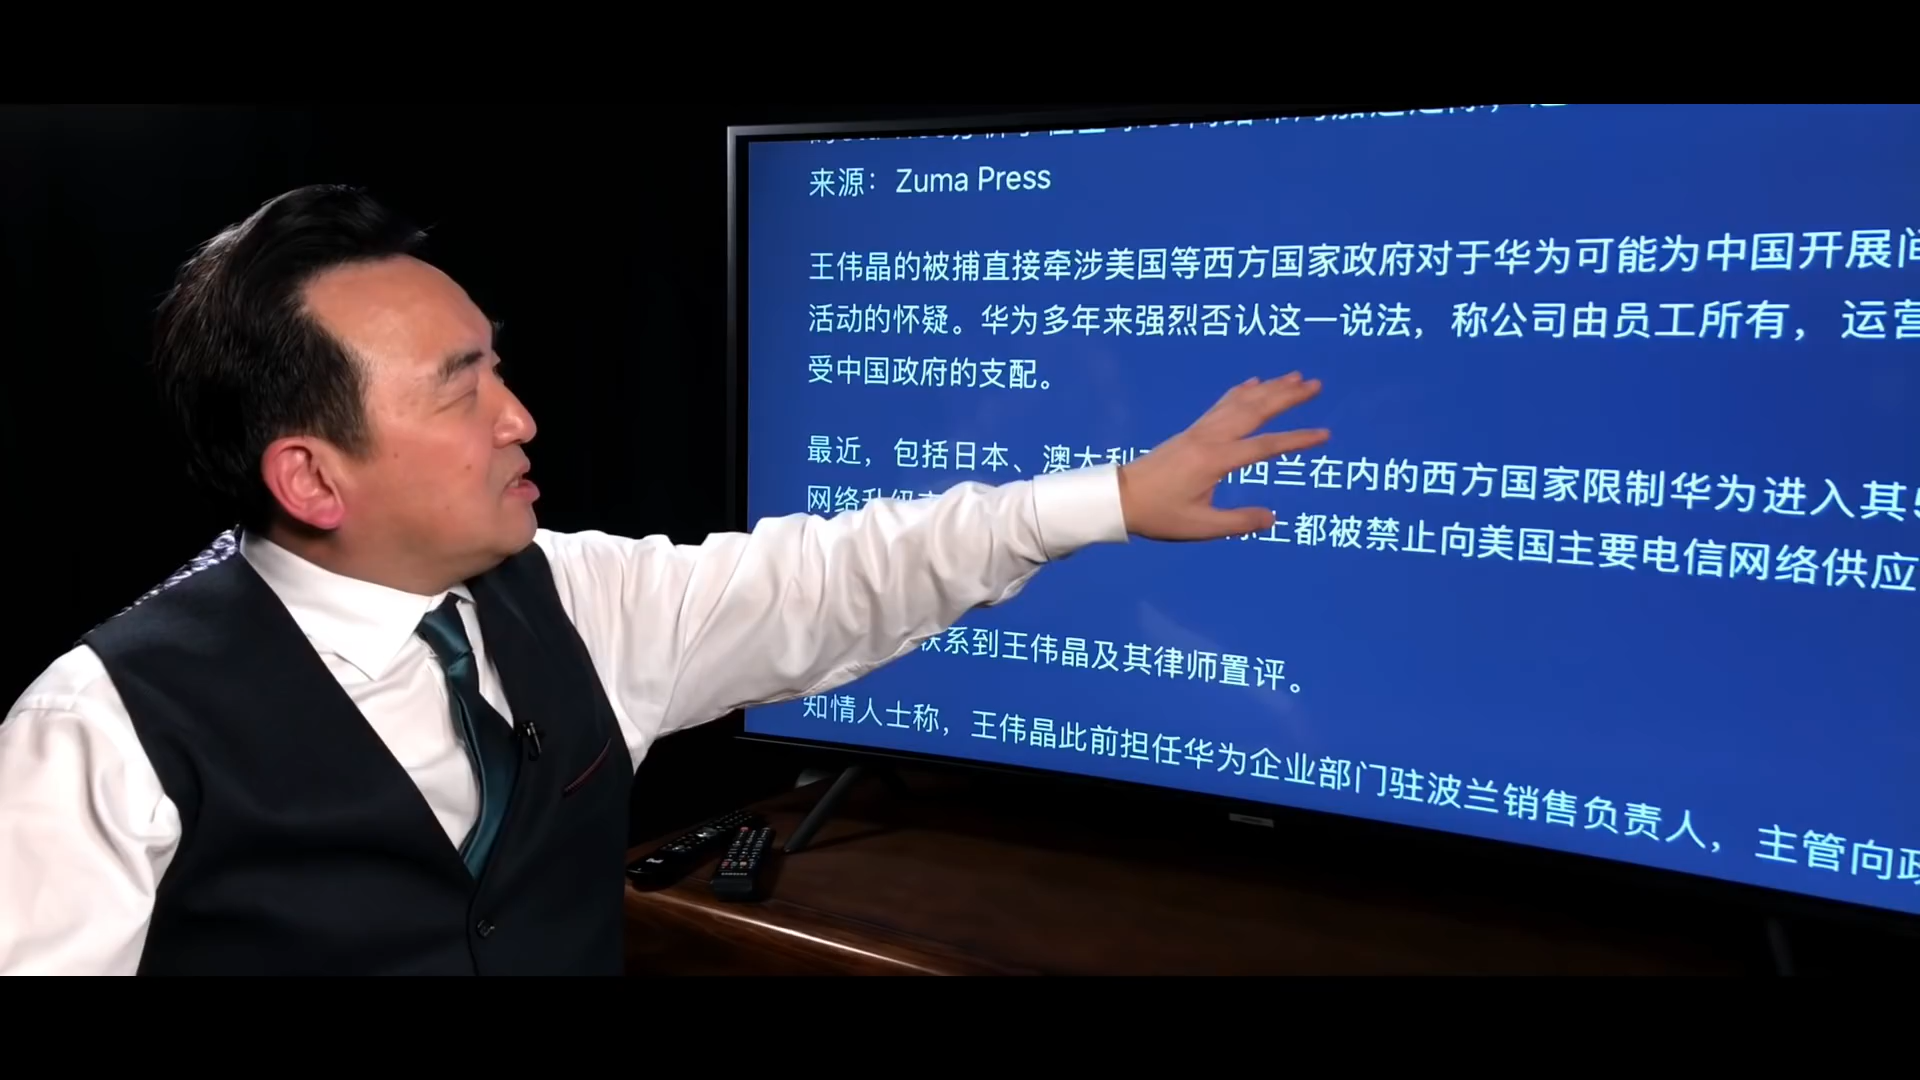 来源：Zuma Press
王伟晶的被捕直接牵涉美国等西方国家政府对于华为可能为中国开展
活动的怀疑。华为多年来强烈否认这一说法，称公司由员工所有，运营
受中国政府的支配。
最近，包括日本、澳大利 西兰在内的西方国家限制华为进入其
网络升级 上都被禁止向美国主要电信网络供应
联系到王伟晶及其律师置评。
知情人士称，王伟晶此前担任华为企业部门驻波兰销售负责人，主管向